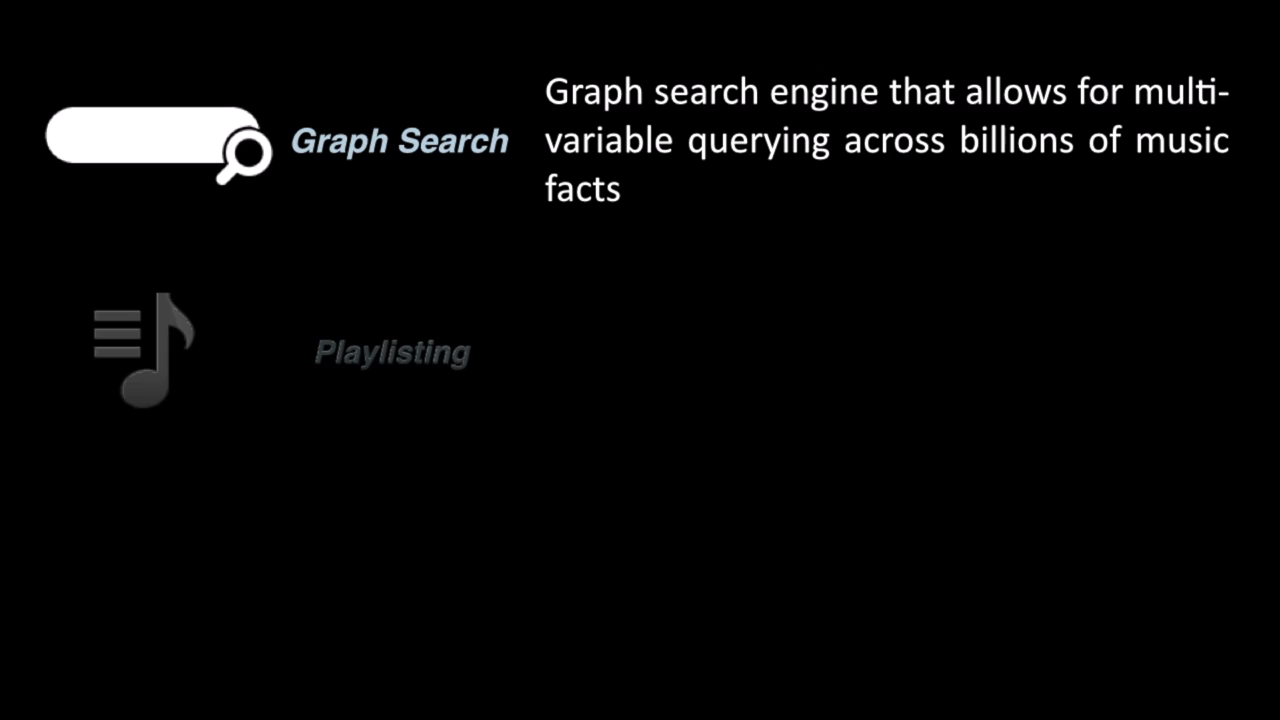 Graph Search
Graph search engine that allows for multi-
variable querying across billions of music
facts
Playlisting